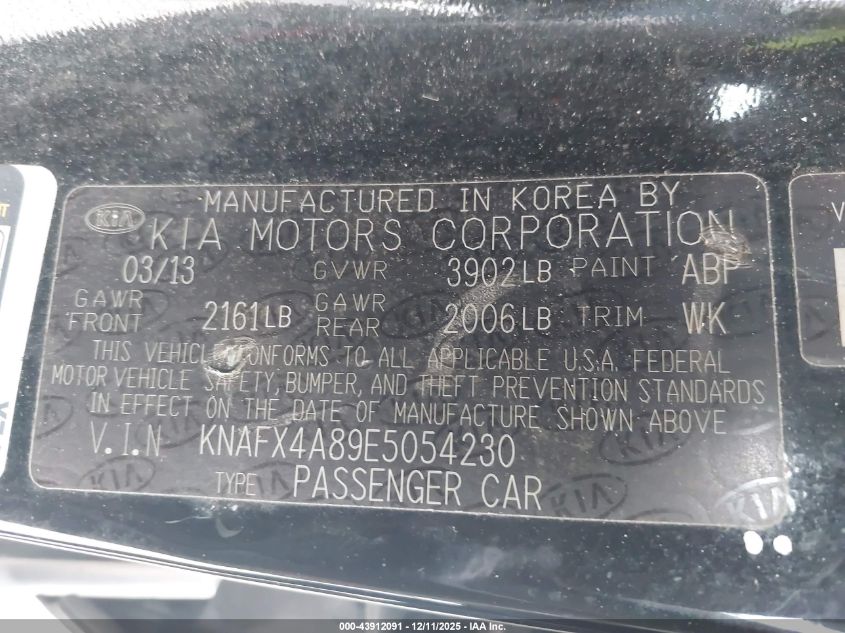 MANUFACTURED IN KOREA BY
KIA KIA MOTORS CORPORATION
03/13 GVWR 3902LB PAINT ABP
GAWR FRONT 2161LB GAWR REAR 2006LB TRIM WK
THIS VEHICLE CONFORMS TO ALL APPLICABLE U.S.A. FEDERAL
MOTOR VEHICLE SAFETY, BUMPER, AND THEFT PREVENTION STANDARDS
IN EFFECT ON THE DATE OF MANUFACTURE SHOWN ABOVE
V.I.N KNAFX4A89E5054230
TYPE PASSENGER CAR
000-43912091 - 12/11/2025 - IAA Inc.